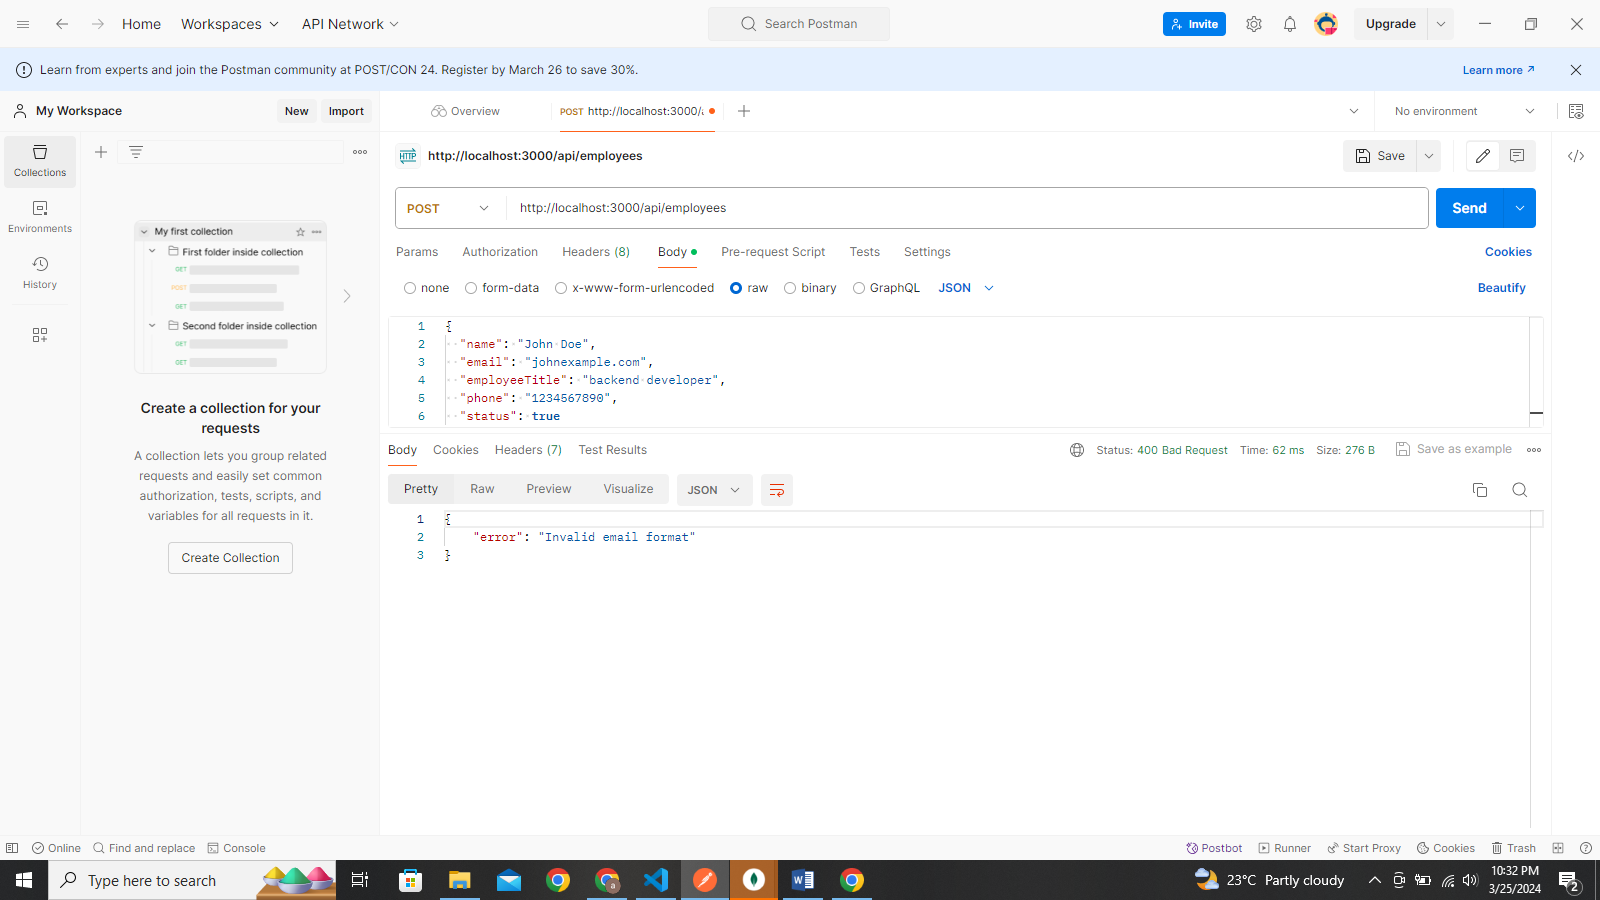 Home Workspaces API Network Search Postman Invite Upgrade
Learn from experts and join the Postman community at POST/CON 24. Register by March 26 to save 30%. Learn more
My Workspace New Import Overview POST http://localhost:3000/ No environment
Collections
Environments
History
My first collection
First folder inside collection
GET
POST
GET
Second folder inside collection
GET
GET
Create a collection for your
requests
A collection lets you group related
requests and easily set common
authorization, tests, scripts, and
variables for all requests in it.
Create Collection
HTTP http://localhost:3000/api/employees Save
POST http://localhost:3000/api/employees Send
Params Authorization Headers (8) Body Pre-request Script Tests Settings Cookies
none form-data x-www-form-urlencoded raw binary GraphQL JSON Beautify
1 {
2 "name": "John Doe",
3 "email": "johnexample.com",
4 "employeeTitle": "backend developer",
5 "phone": "1234567890",
6 "status": true
Body Cookies Headers (7) Test Results Status: 400 Bad Request Time: 62 ms Size: 276 B Save as example
Pretty Raw Preview Visualize JSON
1 {
2 "error": "Invalid email format"
3 }
Online Find and replace Console Postbot Runner Start Proxy Cookies Trash
Type here to search 23°C Partly cloudy 10:32 PM
3/25/2024 2